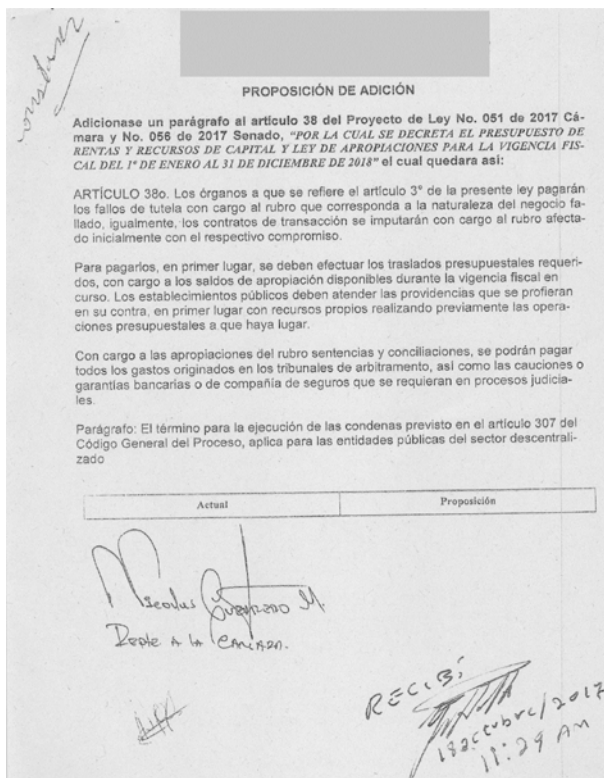 PROPOSICIÓN DE ADICIÓN
Adicionase un parágrafo al artículo 38 del Proyecto de Ley No. 051 de 2017 Cá-
mara y No. 056 de 2017 Senado, "POR LA CUAL SE DECRETA EL PRESUPUESTO DE
RENTAS Y RECURSOS DE CAPITAL Y LEY DE APROPIACIONES PARA LA VIGENCIA FIS-
CAL DEL 1º DE ENERO AL 31 DE DICIEMBRE DE 2018" el cual quedara asi:
ARTÍCULO 38o. Los órganos a que se refiere el artículo 3° de la presente ley pagarán
los fallos de tutela con cargo al rubro que corresponda a la naturaleza del negocio fa-
llado, igualmente, los contratos de transacción se imputarán con cargo al rubro afecta-
do inicialmente con el respectivo compromiso.
Para pagarlos, en primer lugar, se deben efectuar los traslados presupuestales requeri-
dos, con cargo a los saldos de apropiación disponibles durante la vigencia fiscal en
curso. Los establecimientos públicos deben atender las providencias que se profieran
en su contra, en primer lugar con recursos propios realizando previamente las opera-
ciones presupuestales a que haya lugar.
Con cargo a las apropiaciones del rubro sentencias y conciliaciones, se podrán pagar
todos los gastos originados en los tribunales de arbitramento, así como las cauciones o
garantías bancarias o de compañía de seguros que se requieran en procesos judicia-
les.
Parágrafo: El término para la ejecución de las condenas previsto en el artículo 307 del
Código General del Proceso, aplica para las entidades públicas del sector descentrali-
zado
Actual Proposición
Nicolas M.
A la
RECIBÍ
18 octubre/2017
11:29 AM